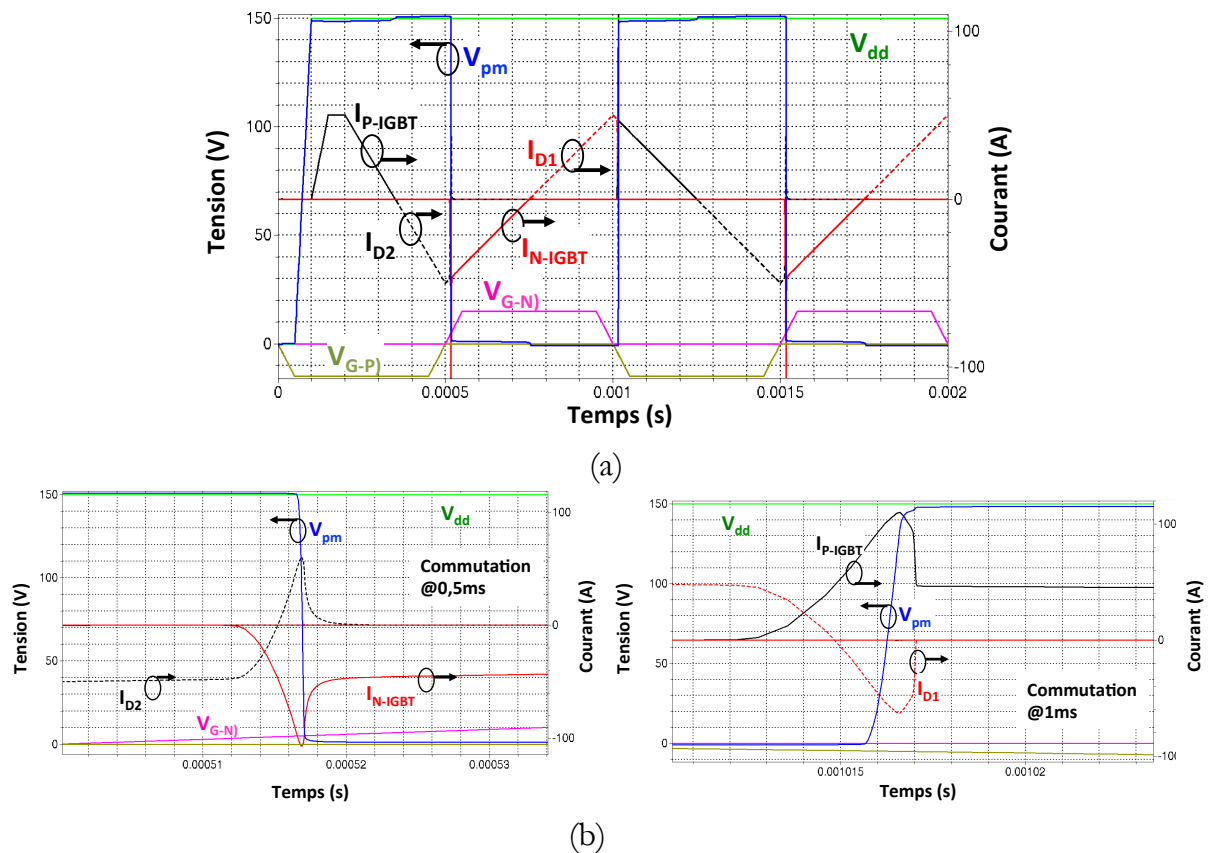 150
100
50
0
Tension (V)
100
0
-100
Courant (A)
V_pm
V_dd
I_P-IGBT
I_D1
I_D2
I_N-IGBT
V_G-N)
V_G-P)
0
0.0005
0.001
0.0015
0.002
Temps (s)
(a)
150
100
50
0
Tension (V)
100
0
-100
Courant (A)
V_dd
V_pm
Commutation
@0,5ms
I_D2
I_N-IGBT
V_G-N)
0.00051
0.00052
0.00053
Temps (s)
150
100
50
0
Tension (V)
100
0
-100
Courant (A)
V_dd
I_P-IGBT
V_pm
I_D1
Commutation
@1ms
0.001015
0.00102
Temps (s)
(b)